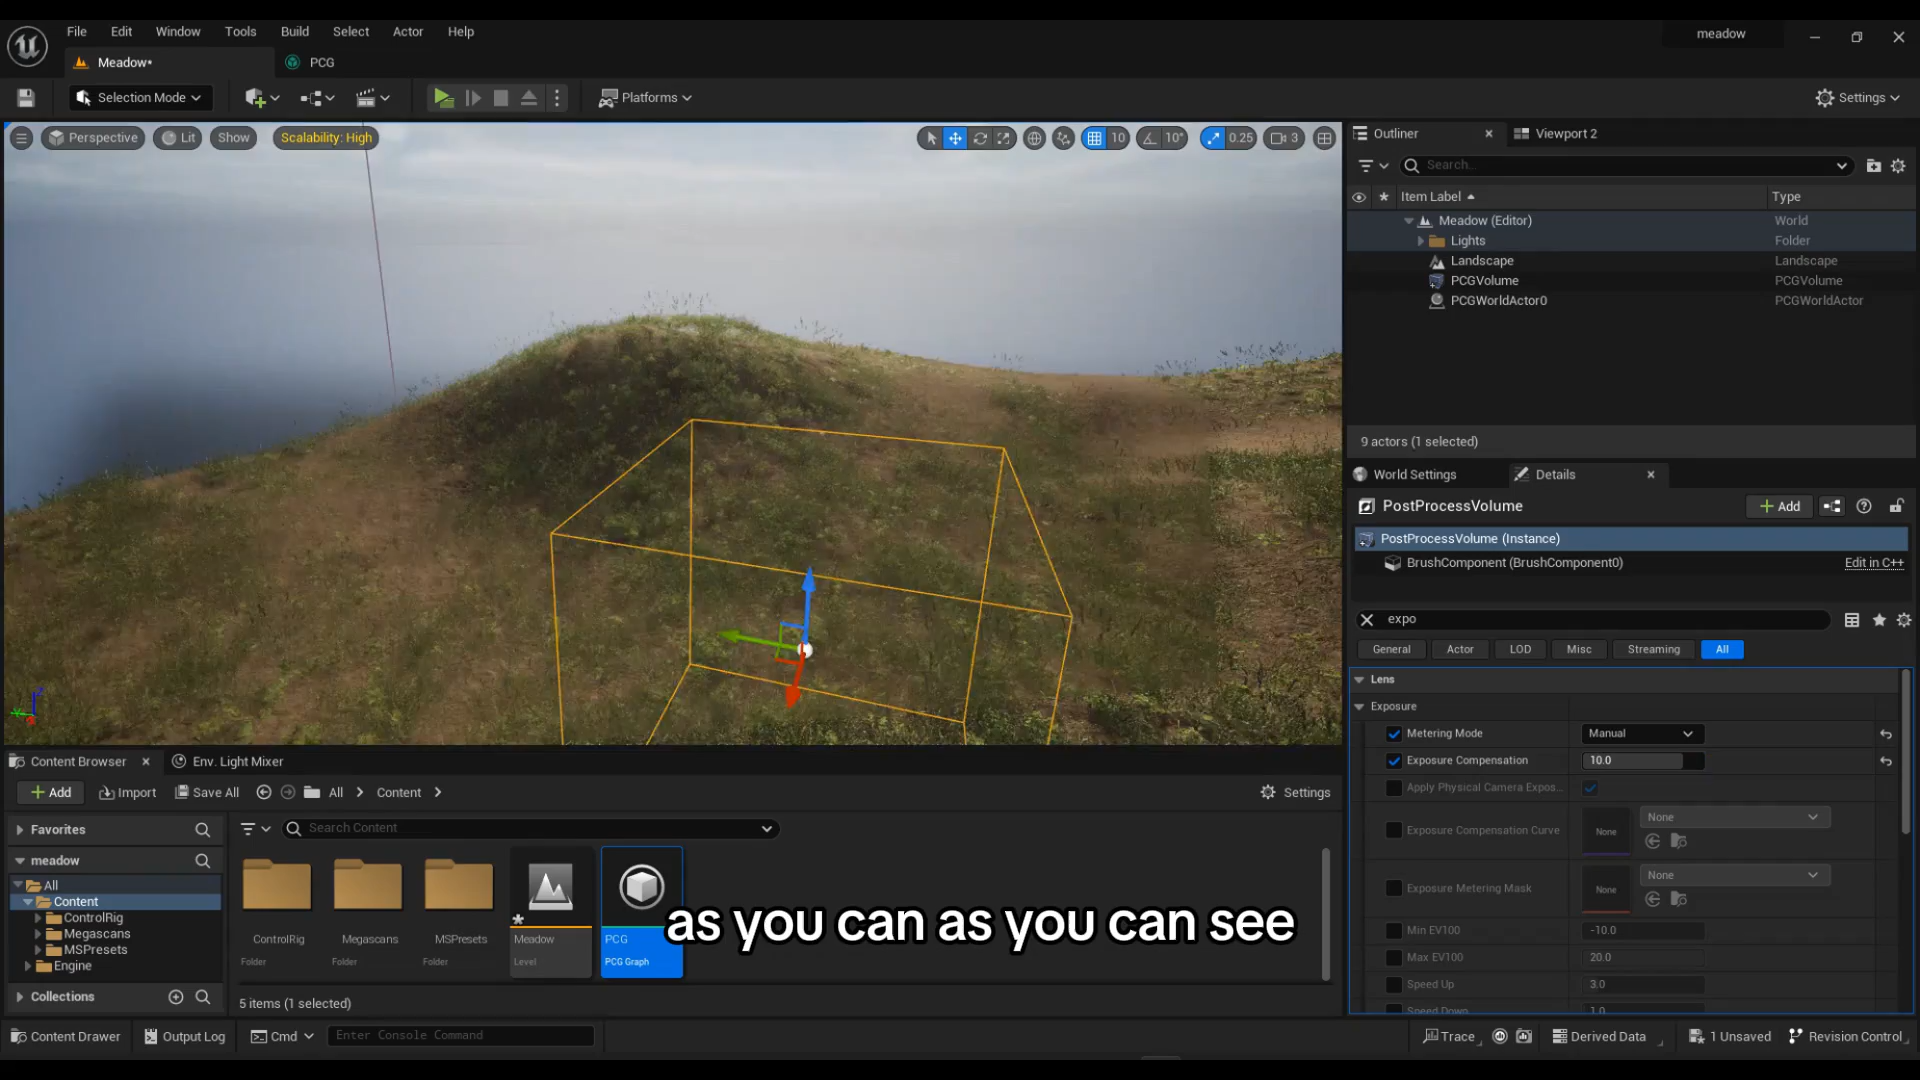 File Edit Window Tools Build Select Actor Help
meadow
Meadow•
PCG
Selection Mode
Platforms
Settings
Perspective
Lit
Show
Scalability: High
10
10°
0.25
3
Outliner
Viewport 2
Search...
Item Label
Type
Meadow (Editor)
World
Lights
Folder
Landscape
Landscape
PCGVolume
PCGVolume
PCGWorldActor0
PCGWorldActor
9 actors (1 selected)
World Settings
Details
PostProcessVolume
Add
PostProcessVolume (Instance)
BrushComponent (BrushComponent0)
Edit in C++
expo
General
Actor
LOD
Misc
Streaming
All
Lens
Exposure
Metering Mode
Manual
Exposure Compensation
10.0
Apply Physical Camera Expos...
Exposure Compensation Curve
None
None
Exposure Metering Mask
None
None
Min EV100
-10.0
Max EV100
20.0
Speed Up
3.0
Speed Down
1.0
Content Browser
Env. Light Mixer
Add
Import
Save All
All
Content
Settings
Favorites
Search Content
meadow
All
Content
ControlRig
Megascans
MSPresets
Engine
Collections
ControlRig
Folder
Megascans
Folder
MSPresets
Folder
Meadow
Level
PCG
PCG Graph
as you can as you can see
5 items (1 selected)
Content Drawer
Output Log
Cmd
Enter Console Command
Trace
Derived Data
1 Unsaved
Revision Control